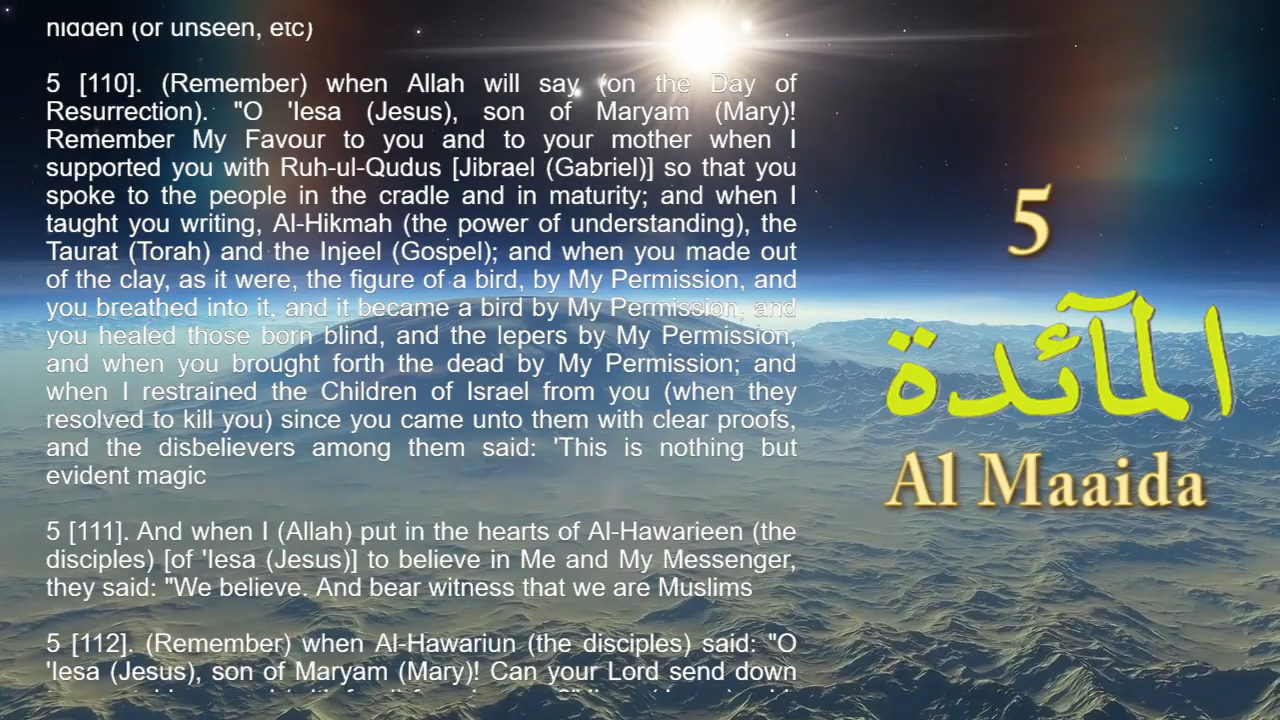 hidden (or unseen, etc)
5 [110]. (Remember) when Allah will say (on the Day of
Resurrection). "O 'Iesa (Jesus), son of Maryam (Mary)!
Remember My Favour to you and to your mother when I
supported you with Ruh-ul-Qudus [Jibrael (Gabriel)] so that you
spoke to the people in the cradle and in maturity; and when I
taught you writing, Al-Hikmah (the power of understanding), the
Taurat (Torah) and the Injeel (Gospel); and when you made out
of the clay, as it were, the figure of a bird, by My Permission, and
you breathed into it, and it became a bird by My Permission, and
you healed those born blind, and the lepers by My Permission,
and when you brought forth the dead by My Permission; and
when I restrained the Children of Israel from you (when they
resolved to kill you) since you came unto them with clear proofs,
and the disbelievers among them said: 'This is nothing but
evident magic
5 [111]. And when I (Allah) put in the hearts of Al-Hawarieen (the
disciples) [of 'Iesa (Jesus)] to believe in Me and My Messenger,
they said: "We believe. And bear witness that we are Muslims
5 [112]. (Remember) when Al-Hawariun (the disciples) said: "O
'Iesa (Jesus), son of Maryam (Mary)! Can your Lord send down
5
المآئدة
Al Maaida